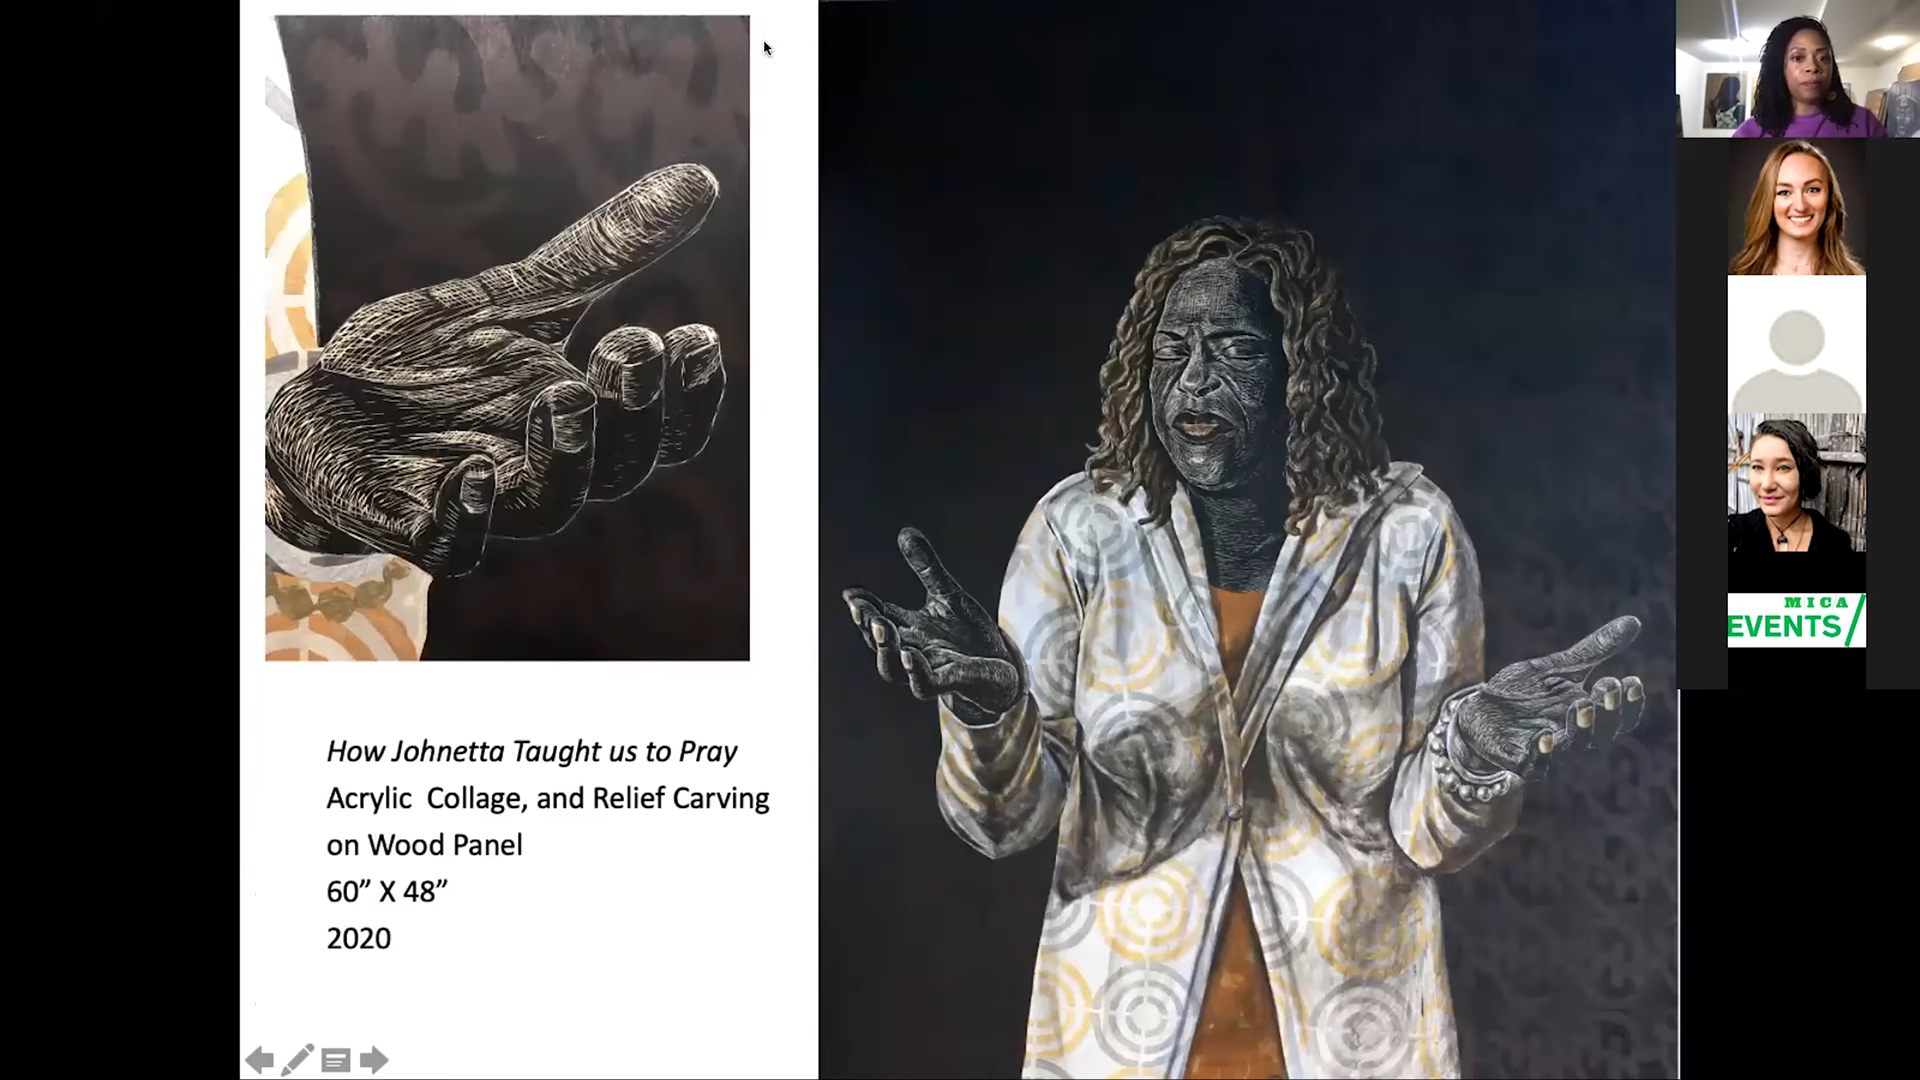 How Johnetta Taught us to Pray
Acrylic  Collage, and Relief Carving
on Wood Panel
60” X 48”
2020
MICA
EVENTS/